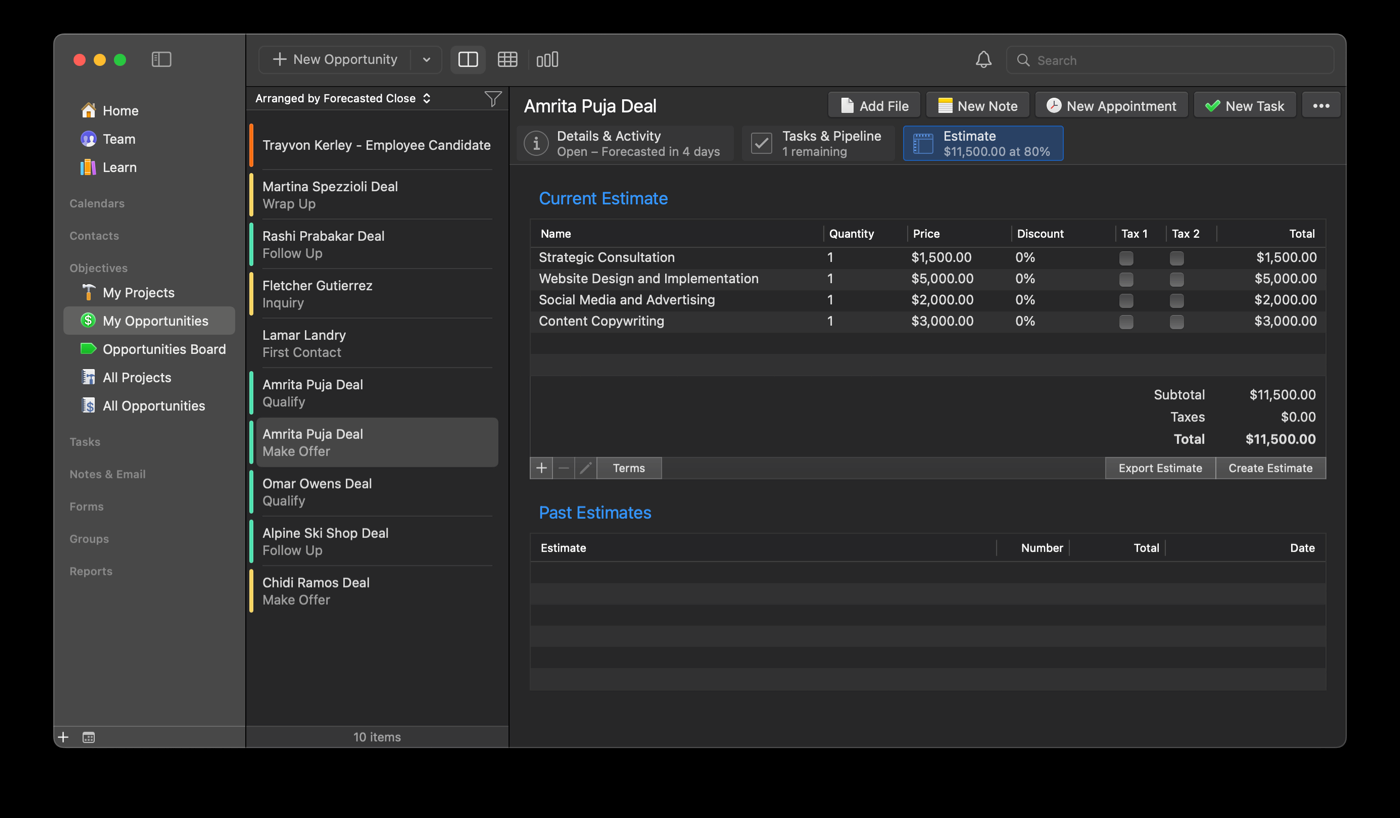 New Opportunity
Search
Home
Team
Learn
Calendars
Contacts
Objectives
My Projects
My Opportunities
Opportunities Board
All Projects
All Opportunities
Tasks
Notes & Email
Forms
Groups
Reports
Arranged by Forecasted Close
Trayvon Kerley - Employee Candidate
Martina Spezzioli Deal
Wrap Up
Rashi Prabakar Deal
Follow Up
Fletcher Gutierrez
Inquiry
Lamar Landry
First Contact
Amrita Puja Deal
Qualify
Amrita Puja Deal
Make Offer
Omar Owens Deal
Qualify
Alpine Ski Shop Deal
Follow Up
Chidi Ramos Deal
Make Offer
10 items
Amrita Puja Deal
Add File
New Note
New Appointment
New Task
Details & Activity
Open – Forecasted in 4 days
Tasks & Pipeline
1 remaining
Estimate
$11,500.00 at 80%
Current Estimate
Name Quantity Price Discount Tax 1 Tax 2 Total
Strategic Consultation 1 $1,500.00 0% $1,500.00
Website Design and Implementation 1 $5,000.00 0% $5,000.00
Social Media and Advertising 1 $2,000.00 0% $2,000.00
Content Copywriting 1 $3,000.00 0% $3,000.00
Subtotal $11,500.00
Taxes $0.00
Total $11,500.00
Terms Export Estimate Create Estimate
Past Estimates
Estimate Number Total Date